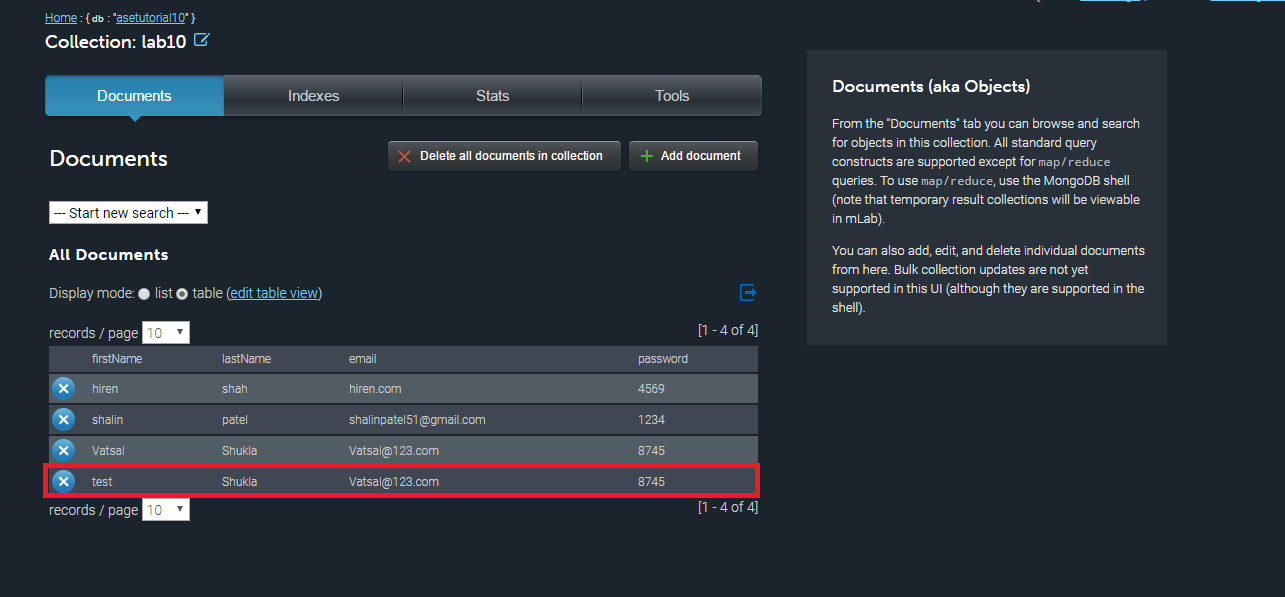 Home : { db : "asetutorial10" }
Collection: lab10
Documents Indexes Stats Tools
Documents
Delete all documents in collection
Add document
--- Start new search ---
All Documents
Display mode: list table (edit table view)
records / page 10
[1 - 4 of 4]
firstName lastName email password
hiren shah hiren.com 4569
shalin patel shalinpatel51@gmail.com 1234
Vatsal Shukla Vatsal@123.com 8745
test Shukla Vatsal@123.com 8745
records / page 10
[1 - 4 of 4]
Documents (aka Objects)
From the "Documents" tab you can browse and search
for objects in this collection. All standard query
constructs are supported except for map/reduce
queries. To use map/reduce, use the MongoDB shell
(note that temporary result collections will be viewable
in mLab).
You can also add, edit, and delete individual documents
from here. Bulk collection updates are not yet
supported in this UI (although they are supported in the
shell).